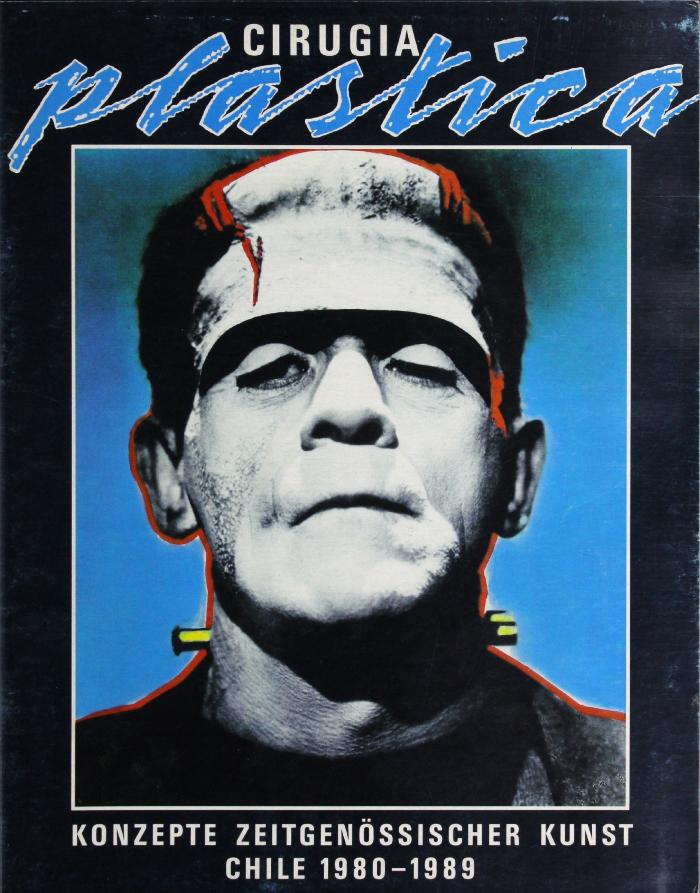 CIRUGIA
plastica
KONZEPTE ZEITGENÖSSISCHER KUNST
CHILE 1980–1989